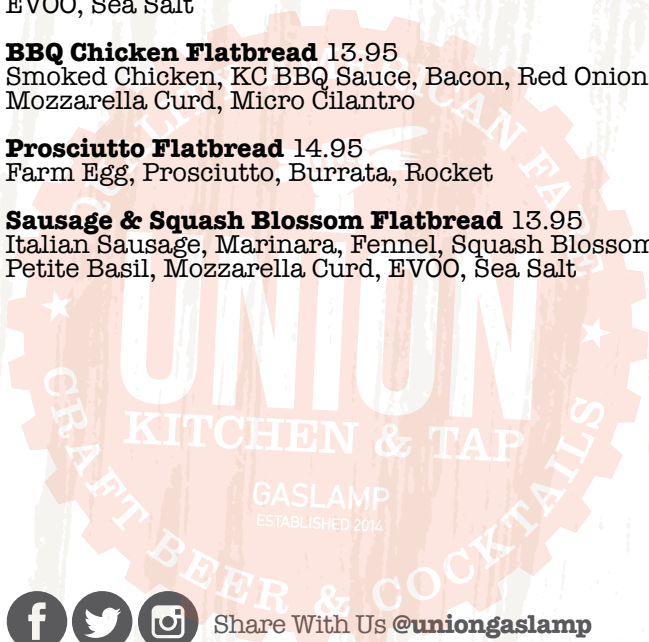 EVOO, Sea Salt
BBQ Chicken Flatbread 13.95
Smoked Chicken, KC BBQ Sauce, Bacon, Red Onion
Mozzarella Curd, Micro Cilantro
Prosciutto Flatbread 14.95
Farm Egg, Prosciutto, Burrata, Rocket
Sausage & Squash Blossom Flatbread 13.95
Italian Sausage, Marinara, Fennel, Squash Blossom
Petite Basil, Mozzarella Curd, EVOO, Sea Salt
UNION
KITCHEN & TAP
GASLAMP
ESTABLISHED 2014
CRAFT BEER & COCKTAILS
Share With Us @uniongaslamp